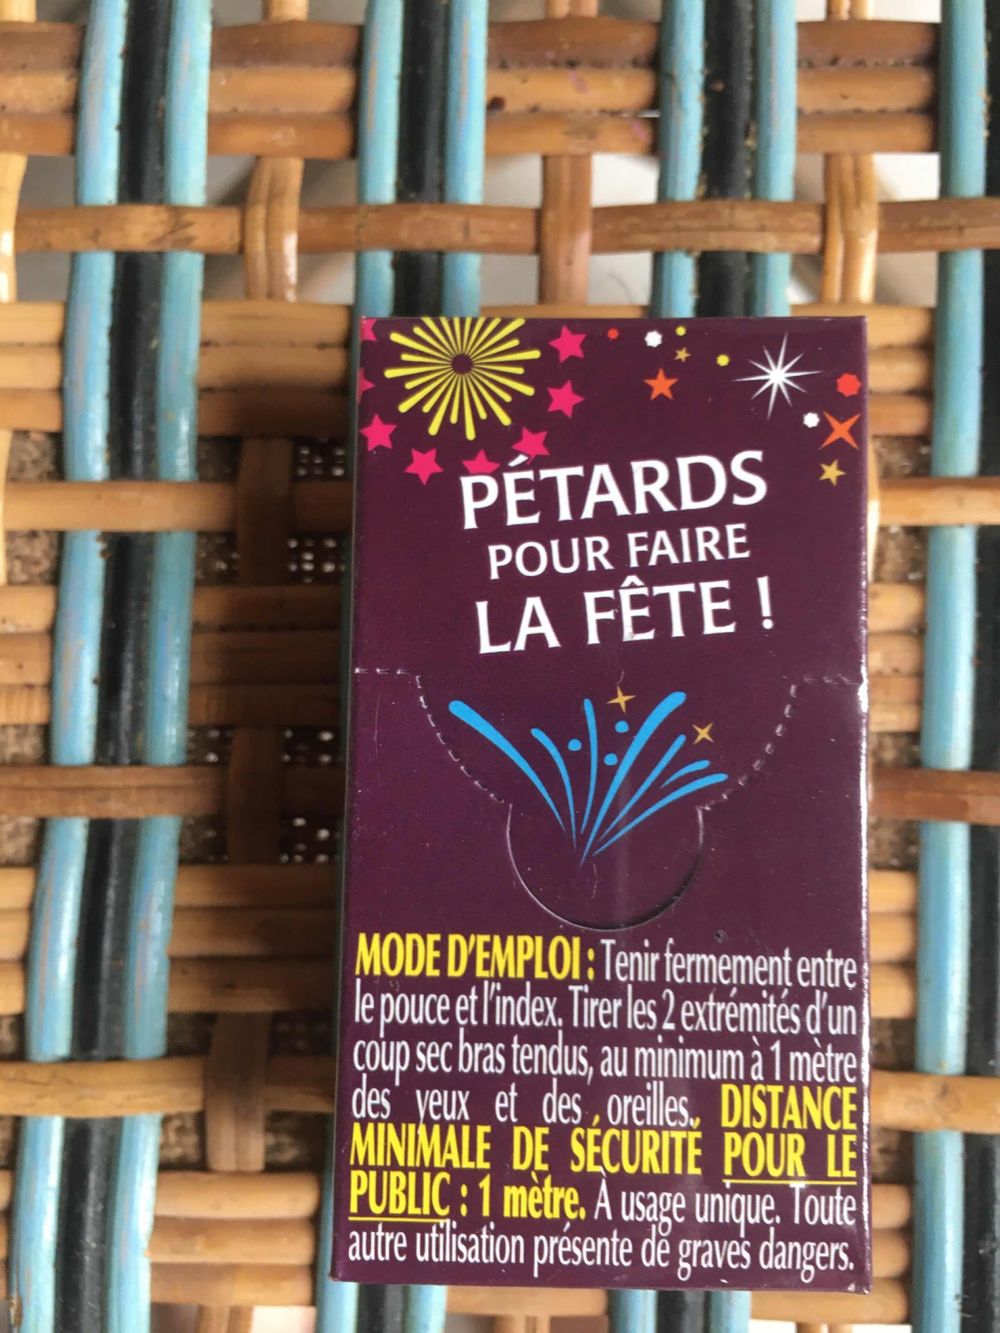 PÉTARDS
POUR FAIRE
LA FÊTE !
MODE D'EMPLOI : Tenir fermement entre
le pouce et l'index. Tirer les 2 extrémités d'un
coup sec bras tendus, au minimum à 1 mètre
des yeux et des oreilles. DISTANCE
MINIMALE DE SÉCURITÉ POUR LE
PUBLIC : 1 mètre. À usage unique. Toute
autre utilisation présente de graves dangers.